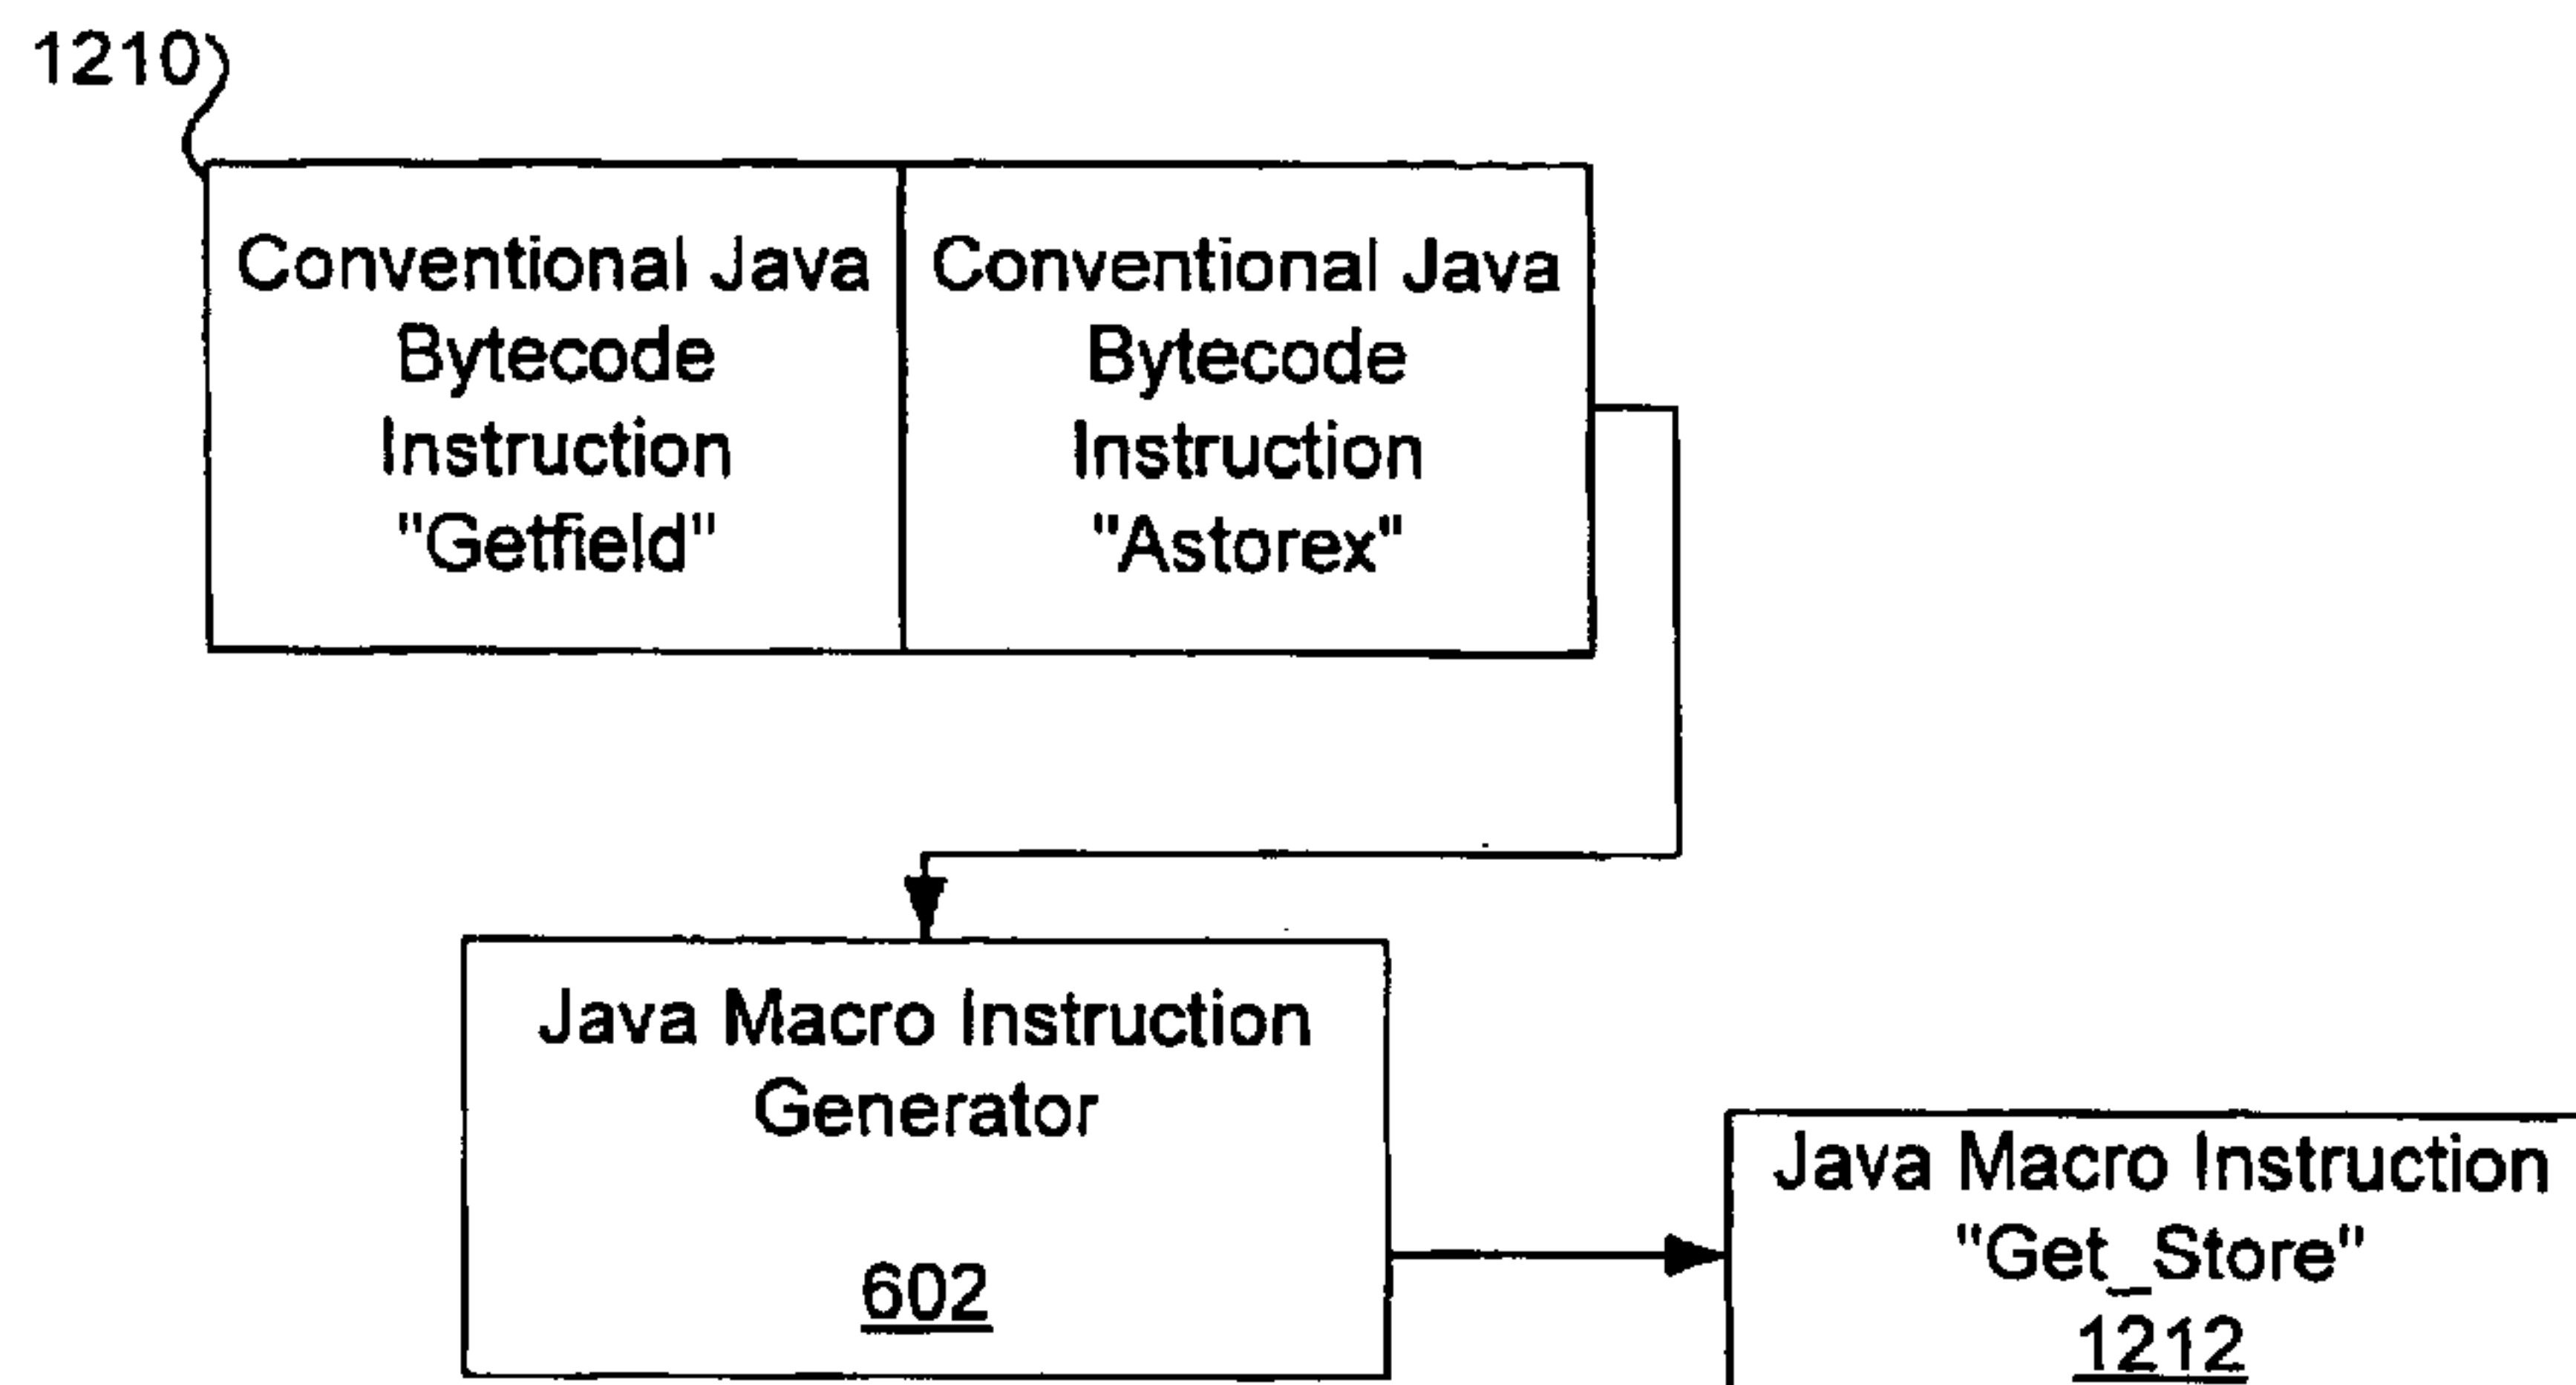 1210
Conventional Java
Bytecode
Instruction
"Getfield"
Conventional Java
Bytecode
Instruction
"Astorex"
Java Macro Instruction
Generator
602
Java Macro Instruction
"Get_Store"
1212